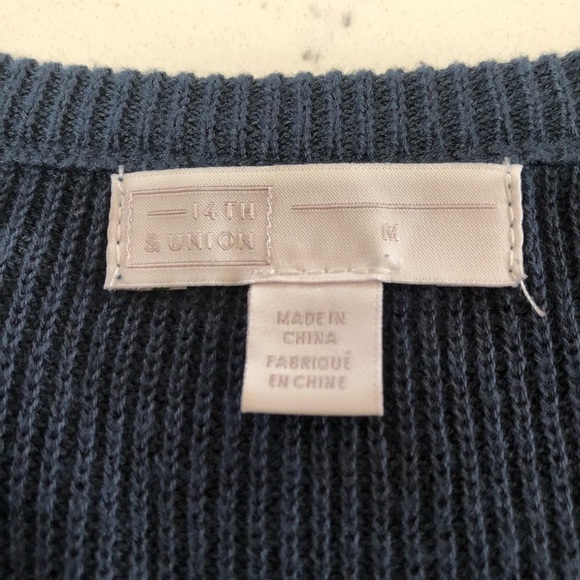 14TH
& UNION
M
MADE IN
CHINA
FABRIQUÉ
EN CHINE